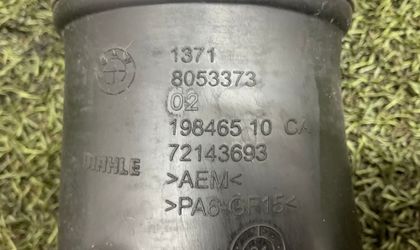 1371
8053373
02
198465 10 CA
72143693
MAHLE
>AEM<
>PA6-GF15<